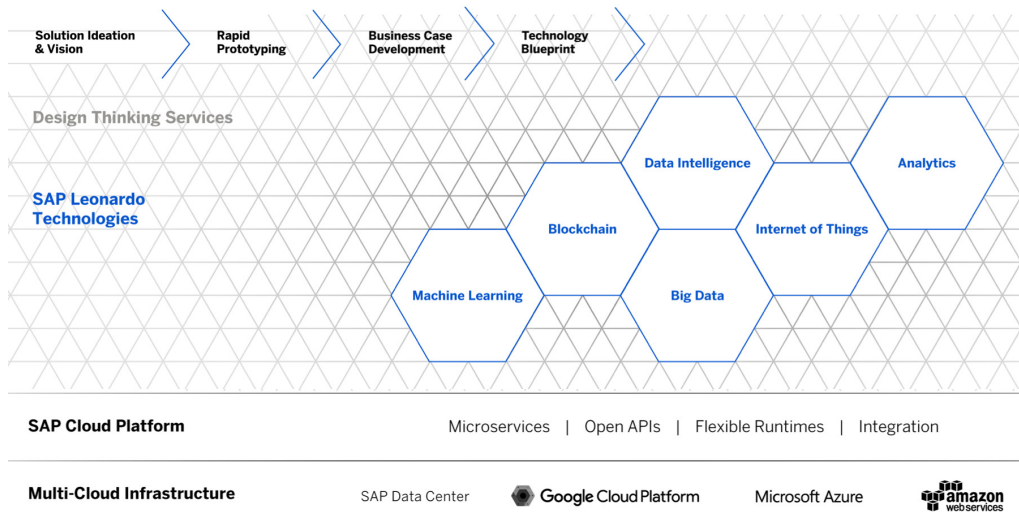 Solution Ideation
& Vision
Rapid
Prototyping
Business Case
Development
Technology
Blueprint
Design Thinking Services
SAP Leonardo
Technologies
Data Intelligence
Analytics
Blockchain
Internet of Things
Machine Learning
Big Data
SAP Cloud Platform
Microservices | Open APIs | Flexible Runtimes | Integration
Multi-Cloud Infrastructure
SAP Data Center
Google Cloud Platform
Microsoft Azure
amazon
web services